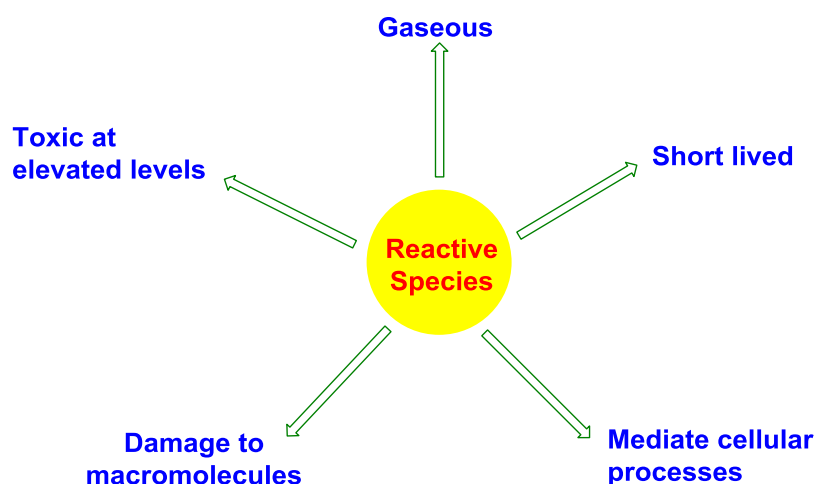 Gaseous
Toxic at
elevated levels
Short lived
Reactive
Species
Damage to
macromolecules
Mediate cellular
processes